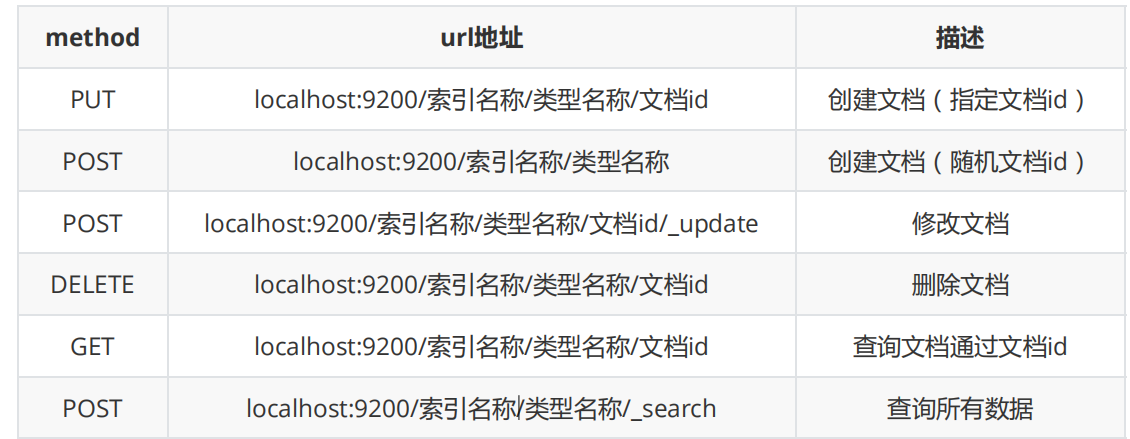 method url地址 描述
PUT localhost:9200/索引名称/类型名称/文档id 创建文档（指定文档id）
POST localhost:9200/索引名称/类型名称 创建文档（随机文档id）
POST localhost:9200/索引名称/类型名称/文档id/_update 修改文档
DELETE localhost:9200/索引名称/类型名称/文档id 删除文档
GET localhost:9200/索引名称/类型名称/文档id 查询文档通过文档id
POST localhost:9200/索引名称/类型名称/_search 查询所有数据